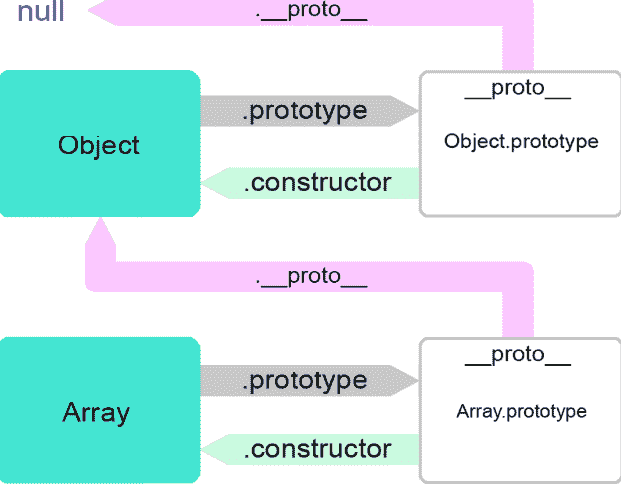 null
.__proto__
__proto__
Object
.prototype
Object.prototype
.constructor
.__proto__
__proto__
Array
.prototype
Array.prototype
.constructor